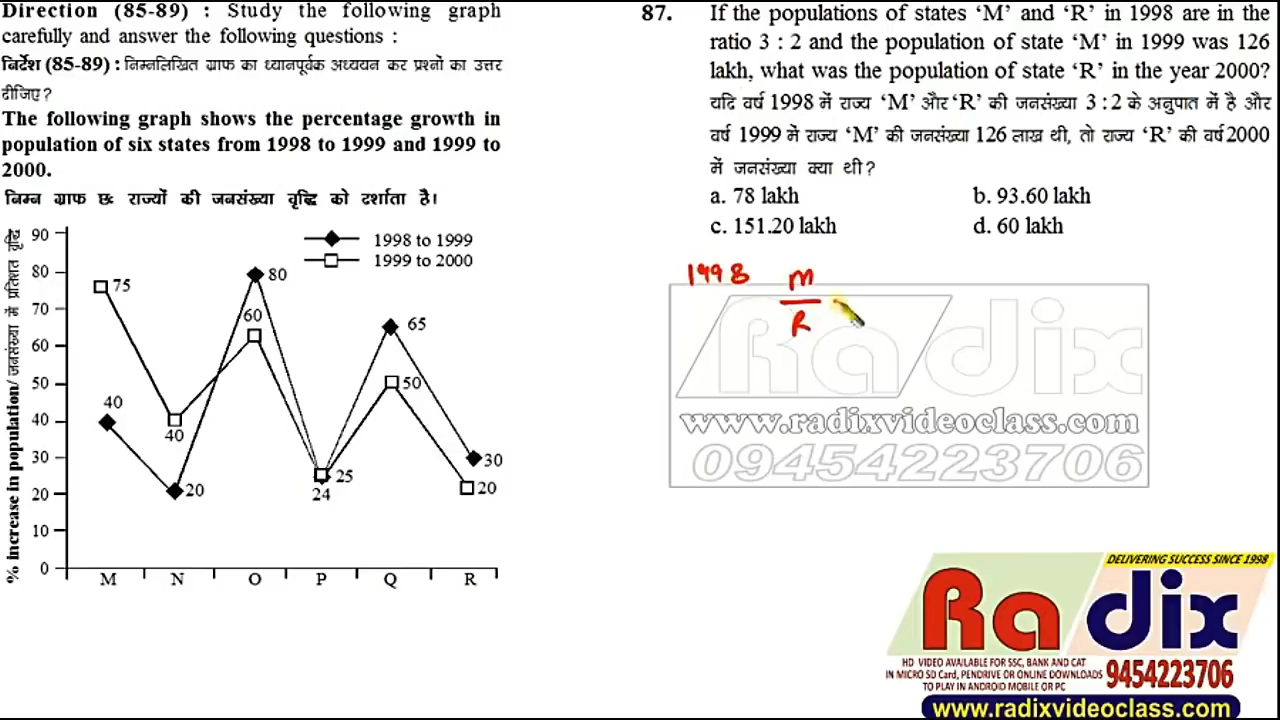 Direction (85-89) : Study the following graph
carefully and answer the following questions :
निर्देश (85-89) : निम्नलिखित ग्राफ का ध्यानपूर्वक अध्ययन कर प्रश्नों का उत्तर
दीजिए?
The following graph shows the percentage growth in
population of six states from 1998 to 1999 and 1999 to
2000.
निम्न ग्राफ छः राज्यों की जनसंख्या वृद्धि को दर्शाता है।
% increase in population/ जनसंख्या में प्रतिशत वृद्धि
90
80
70
60
50
40
30
20
10
0
1998 to 1999
1999 to 2000
75
40
40
20
80
60
25
24
65
50
30
20
M N O P Q R
87. If the populations of states ‘M’ and ‘R’ in 1998 are in the
ratio 3 : 2 and the population of state ‘M’ in 1999 was 126
lakh, what was the population of state ‘R’ in the year 2000?
यदि वर्ष 1998 में राज्य ‘M’ और ‘R’ की जनसंख्या 3 : 2 के अनुपात में है और
वर्ष 1999 में राज्य ‘M’ की जनसंख्या 126 लाख थी, तो राज्य ‘R’ की वर्ष 2000
में जनसंख्या क्या थी?
a. 78 lakh b. 93.60 lakh
c. 151.20 lakh d. 60 lakh
1998 M
R
Radix
www.radixvideoclass.com
09454223706
DELIVERING SUCCESS SINCE 1998
Radix
HD VIDEO AVAILABLE FOR SSC, BANK AND CAT
IN MICRO SD Card, PENDRIVE OR ONLINE DOWNLOADS
TO PLAY IN ANDROID MOBILE OR PC
9454223706
www.radixvideoclass.com